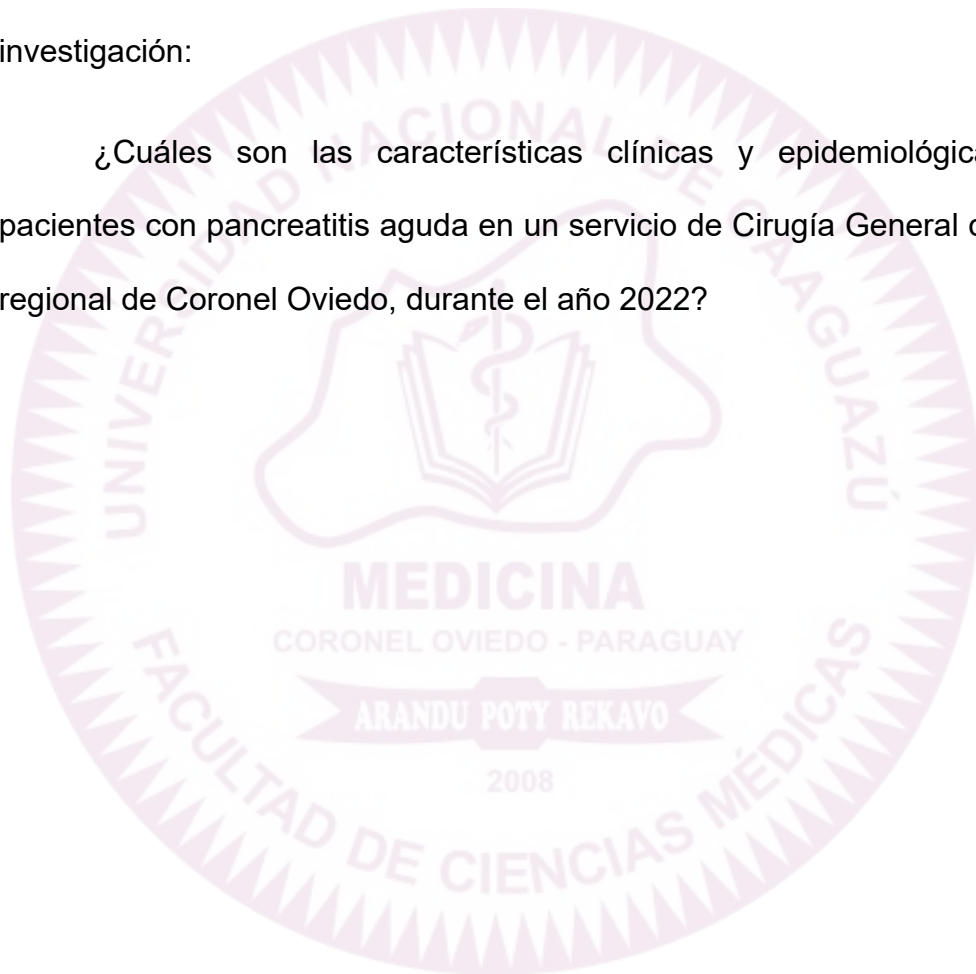 investigación:
¿Cuáles son las características clínicas y epidemiológica
pacientes con pancreatitis aguda en un servicio de Cirugía General
regional de Coronel Oviedo, durante el año 2022?
UNIVERSIDAD NACIONAL DE CAAGUAZÚ
MEDICINA
CORONEL OVIEDO - PARAGUAY
ARANDU POTY REKAVO
2008
FACULTAD DE CIENCIAS MÉDICAS